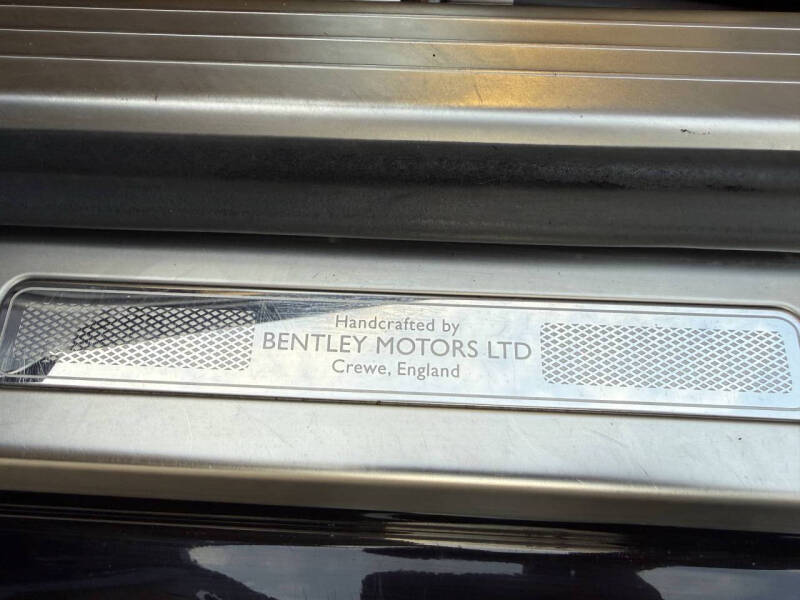 Handcrafted by
BENTLEY MOTORS LTD
Crewe, England